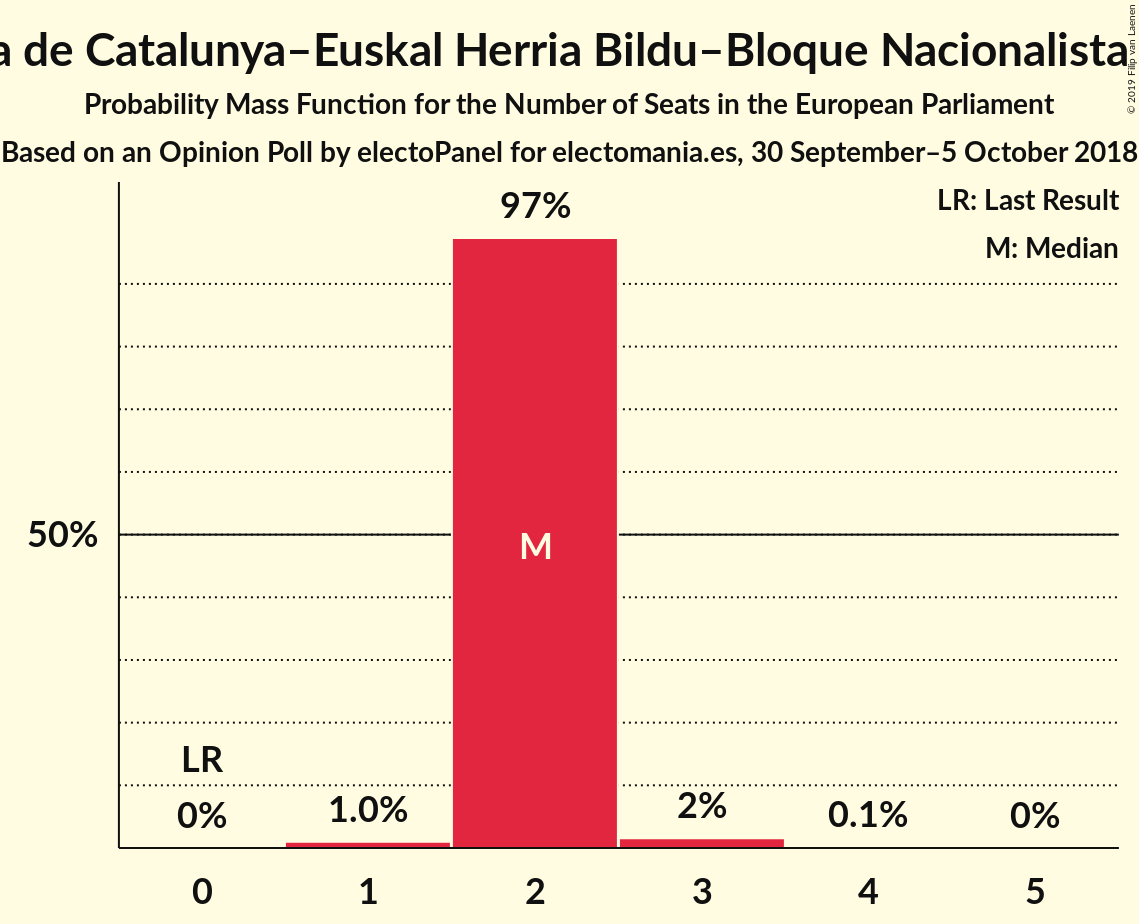 a de Catalunya–Euskal Herria Bildu–Bloque Nacionalista
Probability Mass Function for the Number of Seats in the European Parliament
Based on an Opinion Poll by electoPanel for electomania.es, 30 September–5 October 2018
© 2019 Filip van Laenen
LR: Last Result
M: Median
97%
50%
M
LR
0%
1.0%
2%
0.1%
0%
0 1 2 3 4 5